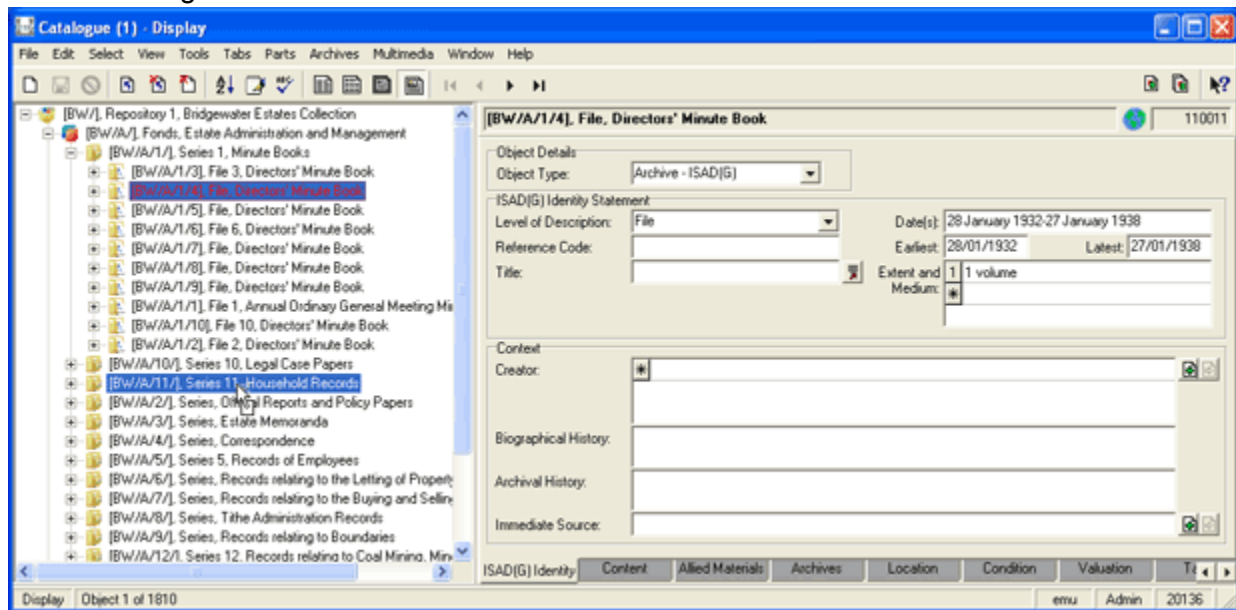 Catalogue (1) - Display
File Edit Select View Tools Tabs Parts Archives Multimedia Window Help
[BW/], Repository 1, Bridgewater Estates Collection
[BW//A/], Fonds, Estate Administration and Management
[BW//A/1/], Series 1, Minute Books
[BW//A/1/3], File 3, Directors' Minute Book
[BW//A/1/4], File, Directors' Minute Book
[BW//A/1/5], File, Directors' Minute Book
[BW//A/1/6], File 6, Directors' Minute Book
[BW//A/1/7], File, Directors' Minute Book
[BW//A/1/8], File, Directors' Minute Book
[BW//A/1/9], File, Directors' Minute Book
[BW//A/1/1], File 1, Annual Ordinary General Meeting Mi
[BW//A/1/10], File 10, Directors' Minute Book
[BW//A/1/2], File 2, Directors' Minute Book
[BW//A/10/], Series 10, Legal Case Papers
[BW//A/11/], Series 11, Household Records
[BW//A/2/], Series, Reports and Policy Papers
[BW//A/3/], Series, Estate Memoranda
[BW//A/4/], Series, Correspondence
[BW//A/5/], Series 5, Records of Employees
[BW//A/6/], Series, Records relating to the Letting of Property
[BW//A/7/], Series, Records relating to the Buying and Selling
[BW//A/8/], Series, Tithe Administration Records
[BW//A/9/], Series, Records relating to Boundaries
[BW//A/12/], Series 12, Records relating to Coal Mining, Min
[BW/A/1/4], File, Directors' Minute Book 110011
Object Details
Object Type: Archive - ISAD(G)
ISAD(G) Identity Statement
Level of Description: File Date(s): 28 January 1932-27 January 1938
Reference Code: Earliest: 28/01/1932 Latest: 27/01/1938
Title: Extent and Medium: 1 1 volume
Context
Creator:
Biographical History:
Archival History:
Immediate Source:
ISAD(G) Identity Content Allied Materials Archives Location Condition Valuation
Display Object 1 of 1810 emu Admin 20136